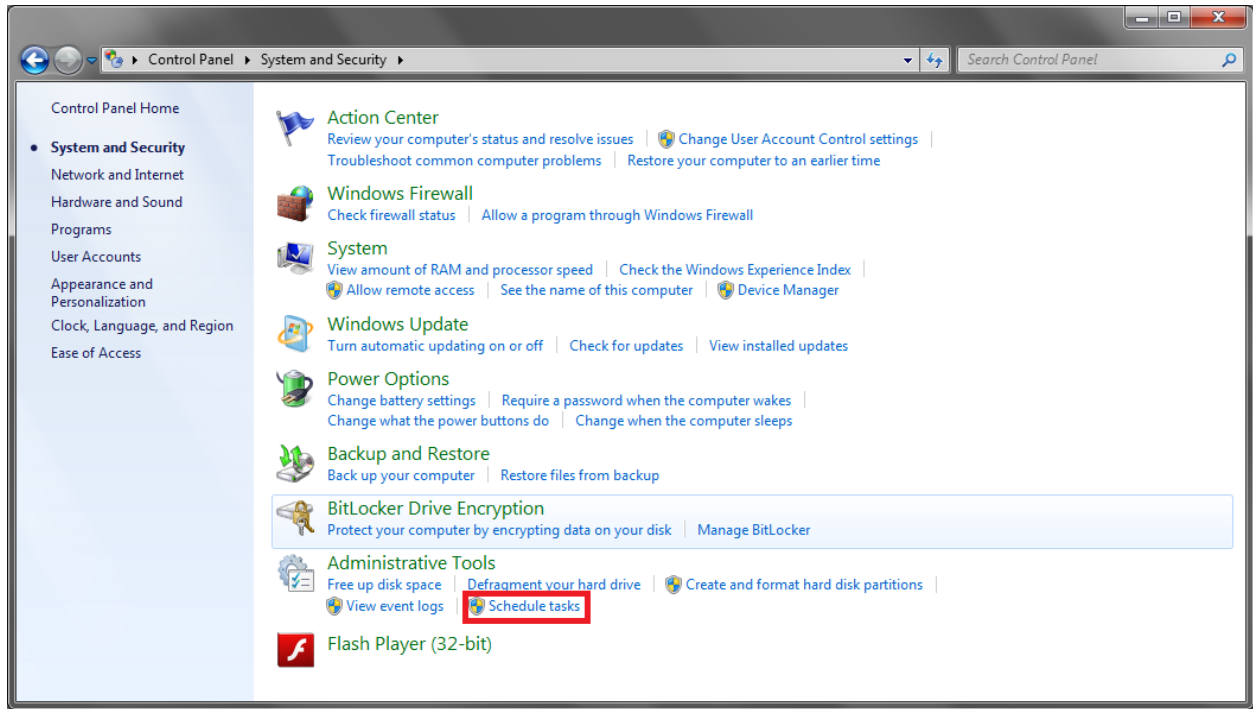 Control Panel System and Security Search Control Panel
Control Panel Home
System and Security
Network and Internet
Hardware and Sound
Programs
User Accounts
Appearance and
Personalization
Clock, Language, and Region
Ease of Access
Action Center
Review your computer's status and resolve issues Change User Account Control settings
Troubleshoot common computer problems Restore your computer to an earlier time
Windows Firewall
Check firewall status Allow a program through Windows Firewall
System
View amount of RAM and processor speed Check the Windows Experience Index
Allow remote access See the name of this computer Device Manager
Windows Update
Turn automatic updating on or off Check for updates View installed updates
Power Options
Change battery settings Require a password when the computer wakes
Change what the power buttons do Change when the computer sleeps
Backup and Restore
Back up your computer Restore files from backup
BitLocker Drive Encryption
Protect your computer by encrypting data on your disk Manage BitLocker
Administrative Tools
Free up disk space Defragment your hard drive Create and format hard disk partitions
View event logs Schedule tasks
Flash Player (32-bit)